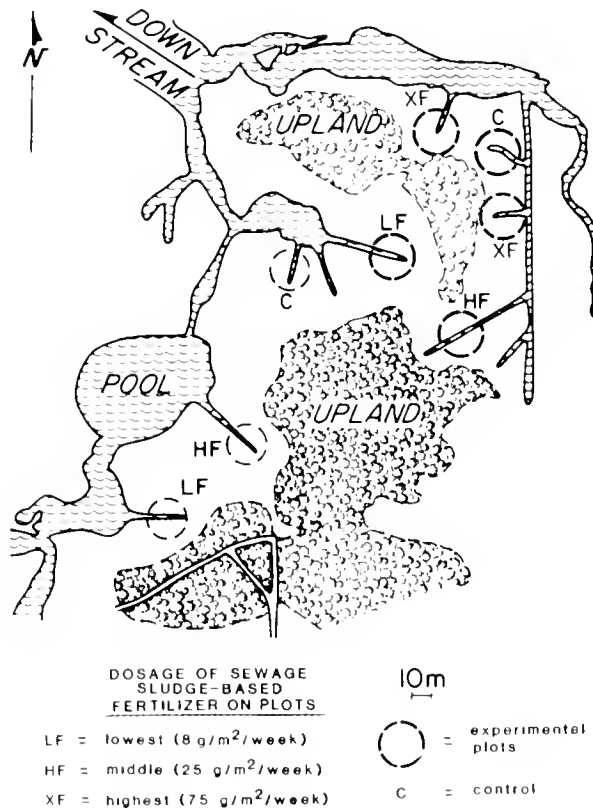 N
DOWN
STREAM
UPLAND
XF
C
XF
LF
C
HF
POOL
UPLAND
HF
LF
DOSAGE OF SEWAGE
SLUDGE-BASED
FERTILIZER ON PLOTS
LF = lowest (8 g/m²/week)
HF = middle (25 g/m²/week)
XF = highest (75 g/m²/week)
10m
= experimental
plots
C = control